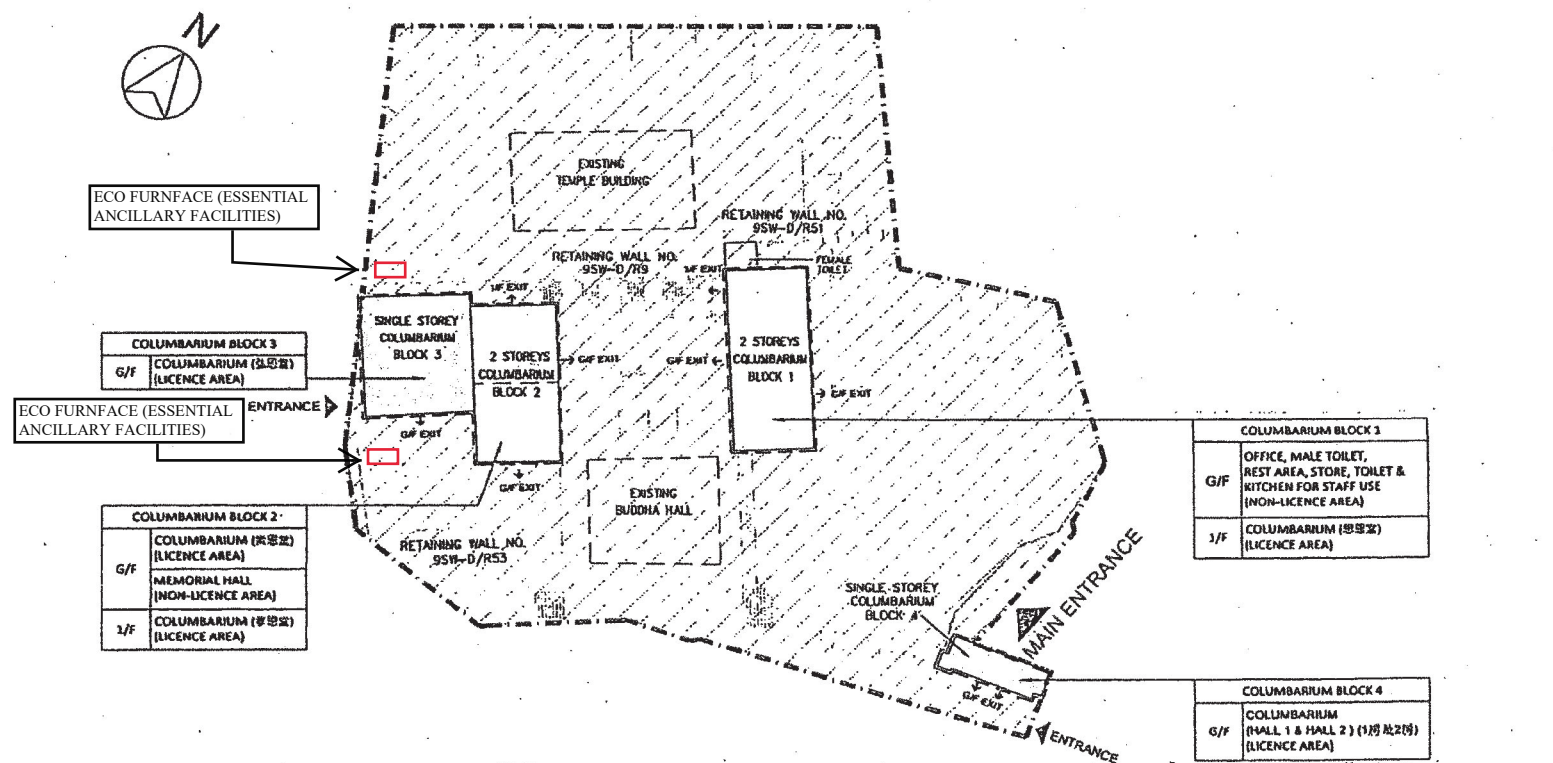 N
EXISTING
TEMPLE BUILDING
ECO FURNFACE (ESSENTIAL
ANCILLARY FACILITIES)
RETAINING WALL NO.
9SW-D/R51
RETAINING WALL NO.
9SW-D/R9
1/F EXIT
FEMALE
TOILET
1/F EXIT
SINGLE STOREY
COLUMBARIUM
BLOCK 3
2 STOREYS
COLUMBARIUM
BLOCK 2
G/F EXIT
G/F EXIT
2 STOREYS
COLUMBARIUM
BLOCK 1
G/F EXIT
COLUMBARIUM BLOCK 3
G/F
COLUMBARIUM
(LICENCE AREA)
ECO FURNFACE (ESSENTIAL
ANCILLARY FACILITIES)
ENTRANCE
G/F EXIT
G/F EXIT
COLUMBARIUM BLOCK 1
G/F
OFFICE, MALE TOILET,
REST AREA, STORE, TOILET &
KITCHEN FOR STAFF USE
(NON-LICENCE AREA)
1/F
COLUMBARIUM
(LICENCE AREA)
EXISTING
BUDDHA HALL
COLUMBARIUM BLOCK 2
G/F
COLUMBARIUM
(LICENCE AREA)
MEMORIAL HALL
(NON-LICENCE AREA)
1/F
COLUMBARIUM
(LICENCE AREA)
RETAINING WALL NO.
9SW-D/R53
SINGLE STOREY
COLUMBARIUM
BLOCK 4
MAIN ENTRANCE
G/F EXIT
ENTRANCE
COLUMBARIUM BLOCK 4
G/F
COLUMBARIUM
(HALL 1 & HALL 2)
(LICENCE AREA)